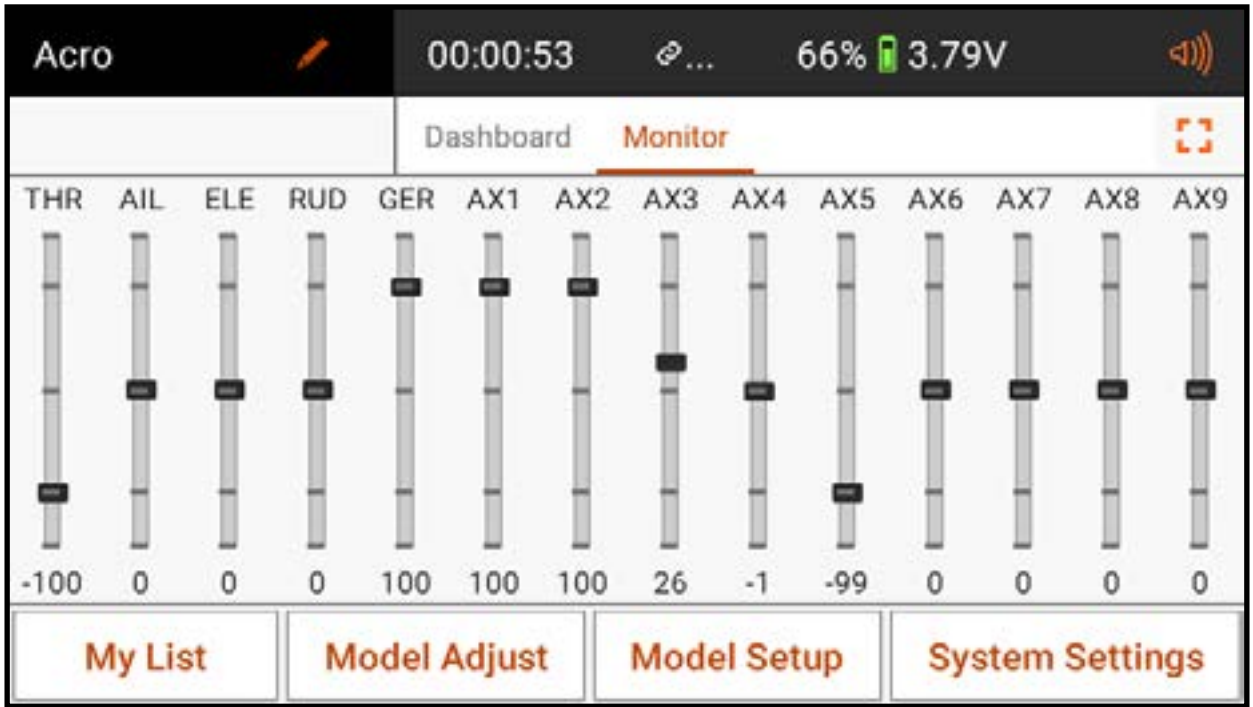 Acro 00:00:53 ... 66% 3.79V
Dashboard Monitor
THR AIL ELE RUD GER AX1 AX2 AX3 AX4 AX5 AX6 AX7 AX8 AX9
-100 0 0 0 100 100 100 26 -1 -99 0 0 0 0
My List Model Adjust Model Setup System Settings